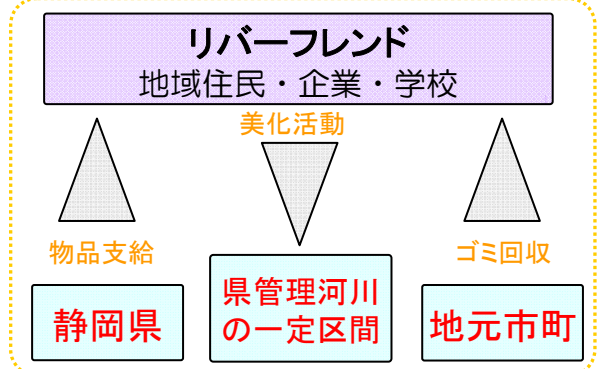 リバーフレンド
地域住民・企業・学校
美化活動
物品支給
ゴミ回収
静岡県
県管理河川
の一定区間
地元市町